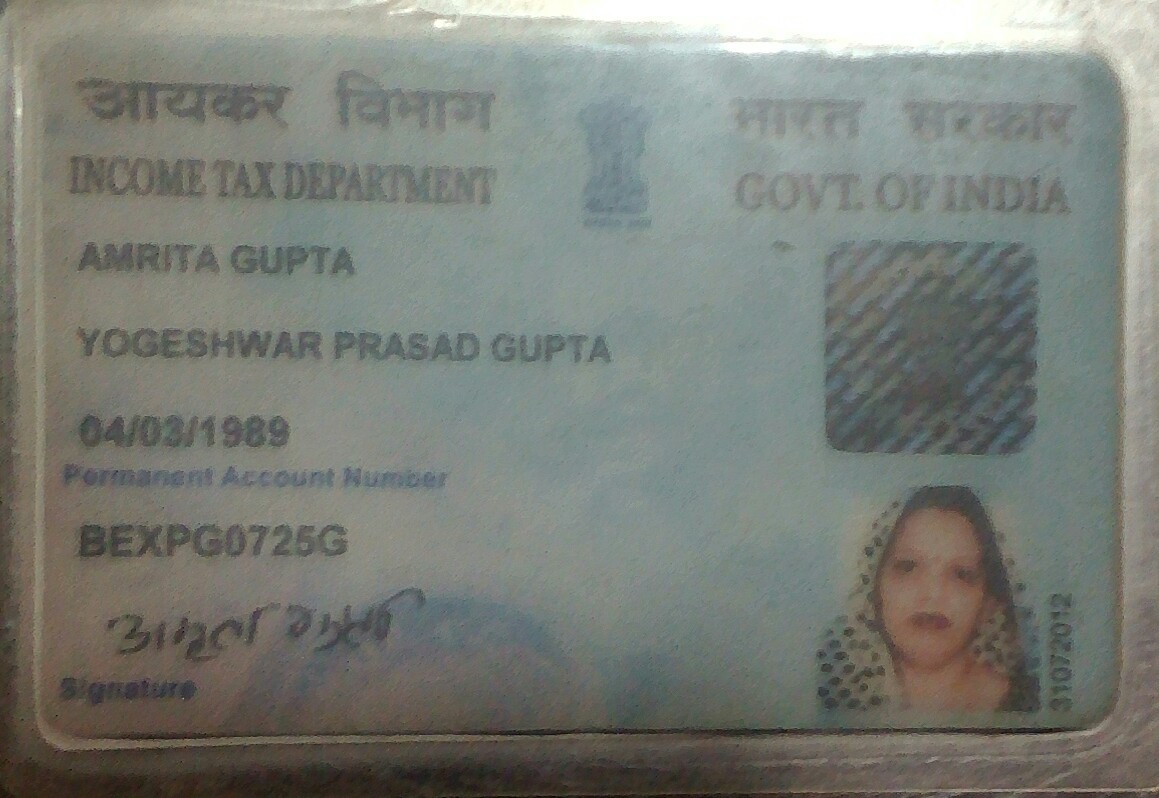 आयकर विभाग
INCOME TAX DEPARTMENT
भारत सरकार
GOVT. OF INDIA
AMRITA GUPTA
YOGESHWAR PRASAD GUPTA
04/03/1989
Permanent Account Number
BEXPG0725G
Signature
31072012